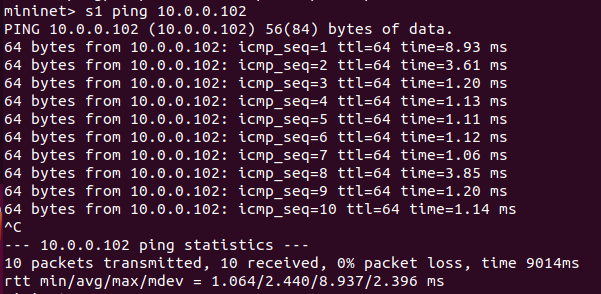 mininet> s1 ping 10.0.0.102
PING 10.0.0.102 (10.0.0.102) 56(84) bytes of data.
64 bytes from 10.0.0.102: icmp_seq=1 ttl=64 time=8.93 ms
64 bytes from 10.0.0.102: icmp_seq=2 ttl=64 time=3.61 ms
64 bytes from 10.0.0.102: icmp_seq=3 ttl=64 time=1.20 ms
64 bytes from 10.0.0.102: icmp_seq=4 ttl=64 time=1.13 ms
64 bytes from 10.0.0.102: icmp_seq=5 ttl=64 time=1.11 ms
64 bytes from 10.0.0.102: icmp_seq=6 ttl=64 time=1.12 ms
64 bytes from 10.0.0.102: icmp_seq=7 ttl=64 time=1.06 ms
64 bytes from 10.0.0.102: icmp_seq=8 ttl=64 time=3.85 ms
64 bytes from 10.0.0.102: icmp_seq=9 ttl=64 time=1.20 ms
64 bytes from 10.0.0.102: icmp_seq=10 ttl=64 time=1.14 ms
^C
--- 10.0.0.102 ping statistics ---
10 packets transmitted, 10 received, 0% packet loss, time 9014ms
rtt min/avg/max/mdev = 1.064/2.440/8.937/2.396 ms